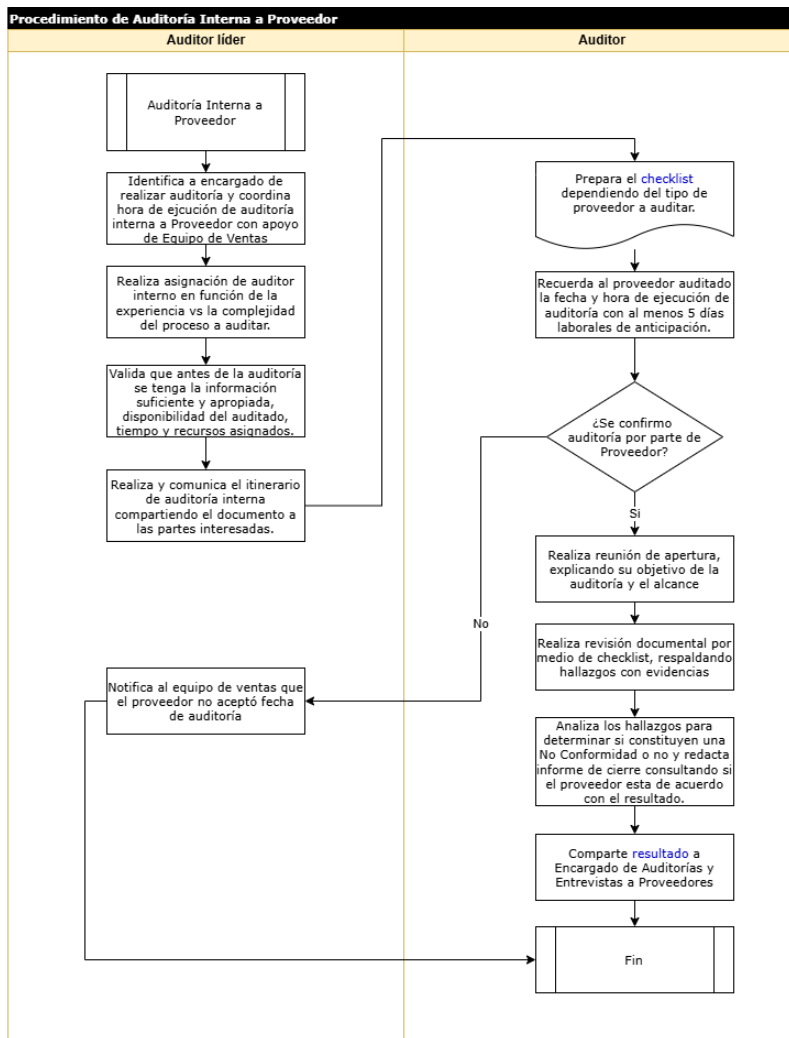 Procedimiento de Auditoría Interna a Proveedor
Auditor líder
Auditor
Auditoría Interna a
Proveedor
Identifica a encargado de
realizar auditoría y coordina
hora de ejcución de auditoría
interna a Proveedor con apoyo
de Equipo de Ventas
Realiza asignación de auditor
interno en función de la
experiencia vs la complejidad
del proceso a auditar.
Valida que antes de la auditoría
se tenga la información
suficiente y apropiada,
disponibilidad del auditado,
tiempo y recursos asignados.
Realiza y comunica el itinerario
de auditoría interna
compartiendo el documento a
las partes interesadas.
Prepara el checklist
dependiendo del tipo de
proveedor a auditar.
Recuerda al proveedor auditado
la fecha y hora de ejecución de
auditoría con al menos 5 días
laborales de anticipación.
¿Se confirmo
auditoría por parte de
Proveedor?
Si
Realiza reunión de apertura,
explicando su objetivo de la
auditoría y el alcance
No
Realiza revisión documental por
medio de checklist, respaldando
hallazgos con evidencias
Notifica al equipo de ventas que
el proveedor no aceptó fecha
de auditoría
Analiza los hallazgos para
determinar si constituyen una
No Conformidad o no y redacta
informe de cierre consultando si
el proveedor esta de acuerdo
con el resultado.
Comparte resultado a
Encargado de Auditorías y
Entrevistas a Proveedores
Fin